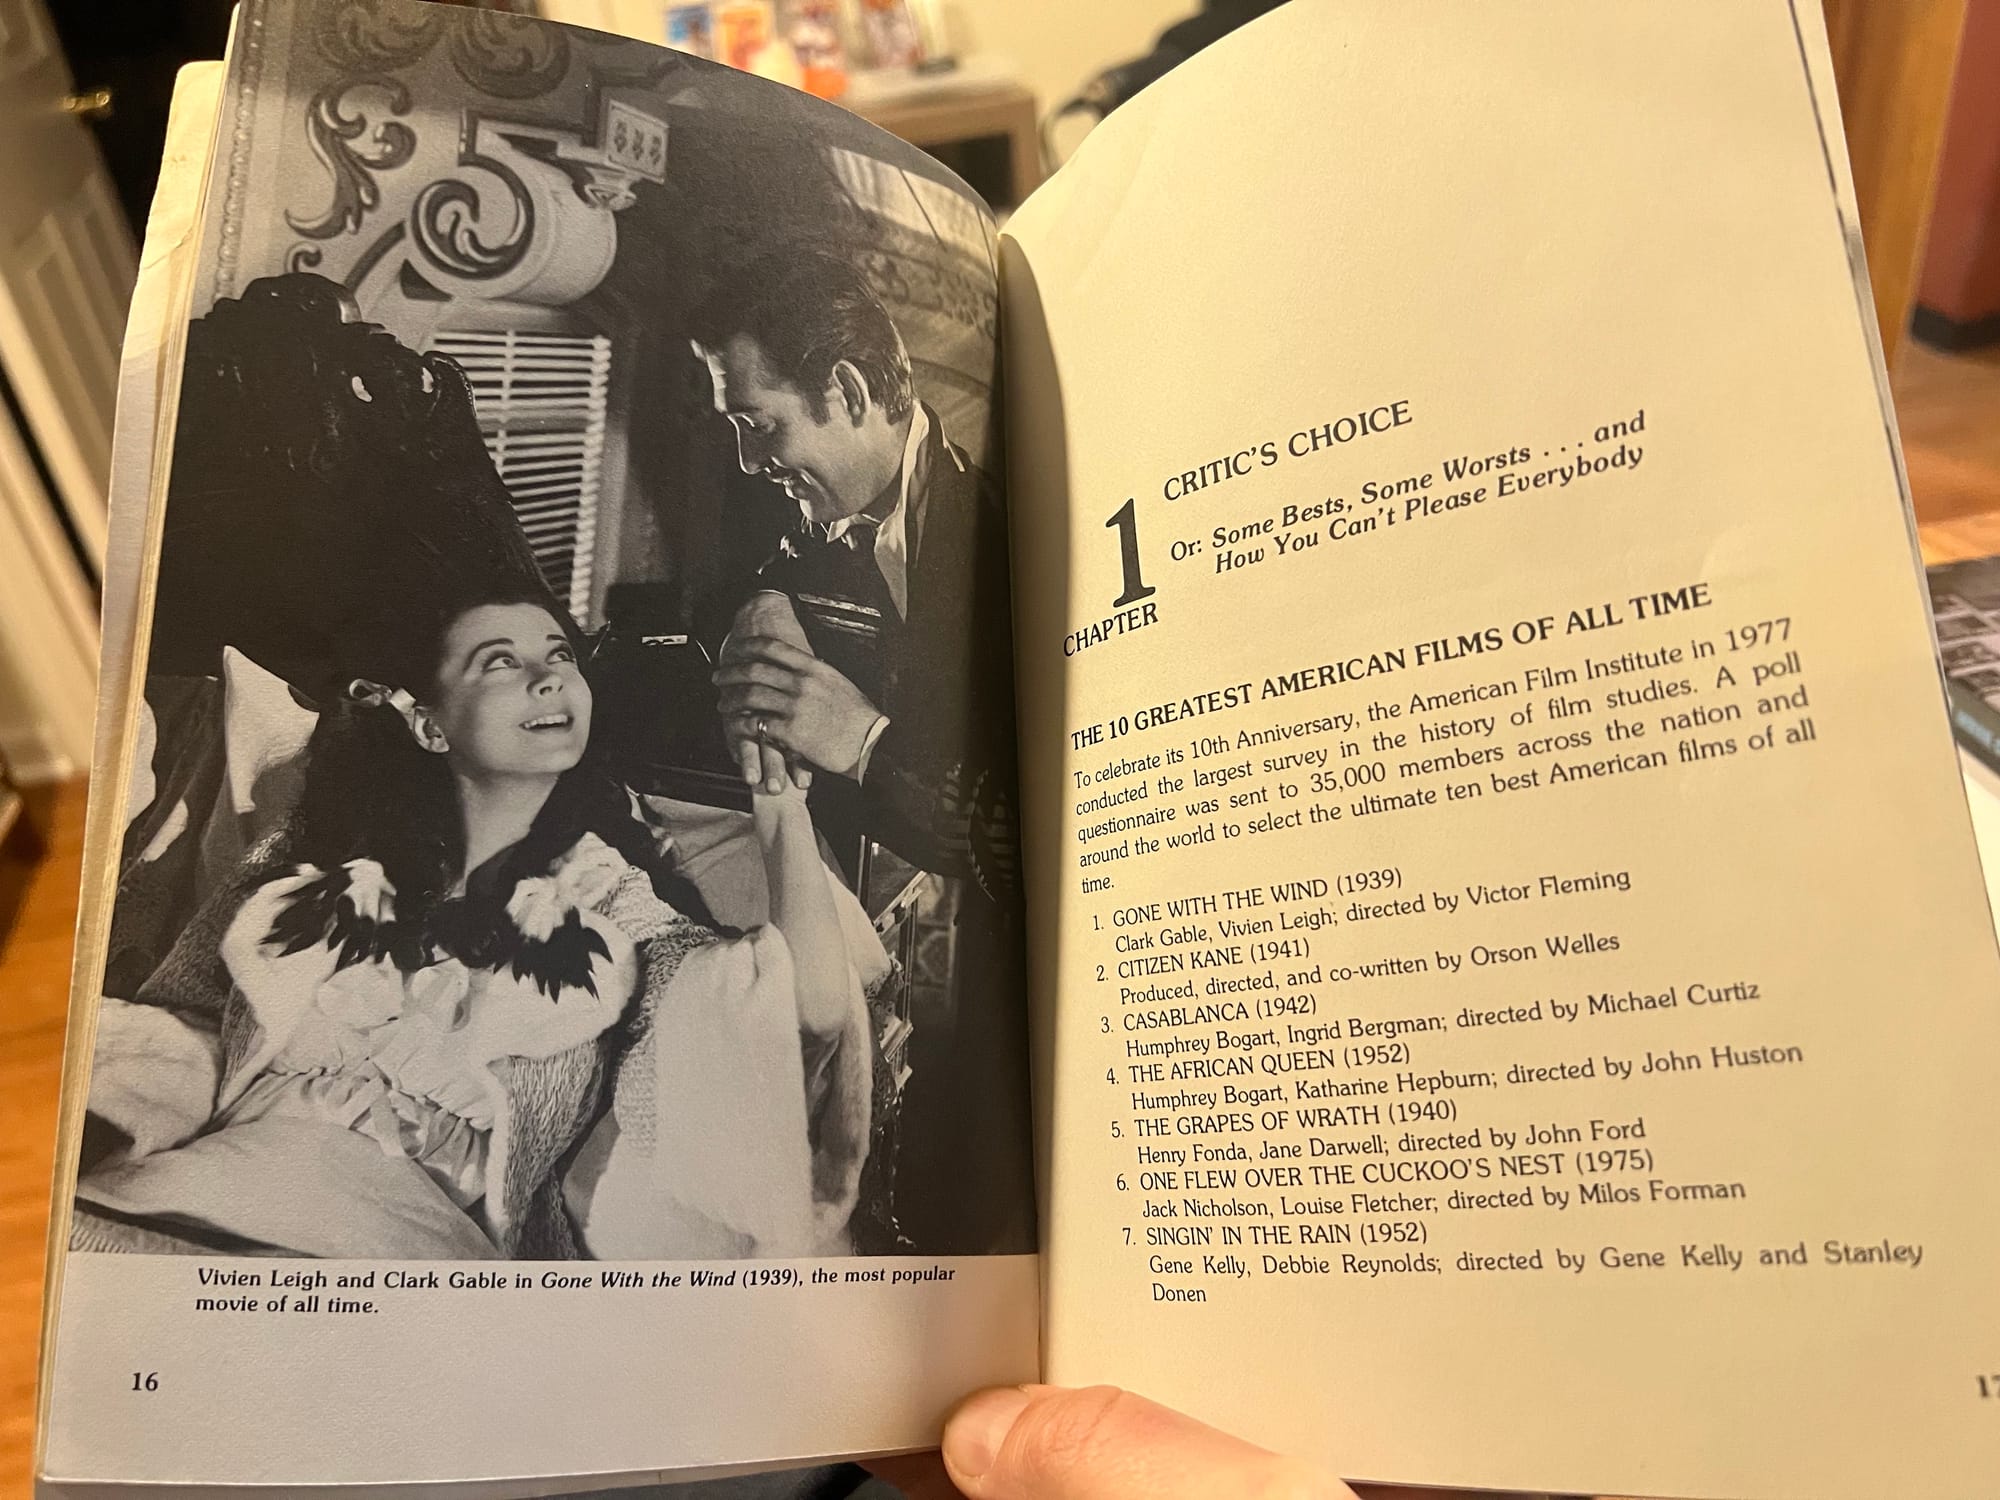 Vivien Leigh and Clark Gable in Gone With the Wind (1939), the most popular
movie of all time.
16
CRITIC'S CHOICE
1
Or: Some Bests, Some Worsts . . . and
How You Can't Please Everybody
CHAPTER
THE 10 GREATEST AMERICAN FILMS OF ALL TIME
To celebrate its 10th Anniversary, the American Film Institute in 1977
conducted the largest survey in the history of film studies. A poll
questionnaire was sent to 35,000 members across the nation and
around the world to select the ultimate ten best American films of all
time.
1. GONE WITH THE WIND (1939)
Clark Gable, Vivien Leigh; directed by Victor Fleming
2. CITIZEN KANE (1941)
Produced, directed, and co-written by Orson Welles
3. CASABLANCA (1942)
Humphrey Bogart, Ingrid Bergman; directed by Michael Curtiz
4. THE AFRICAN QUEEN (1952)
Humphrey Bogart, Katharine Hepburn; directed by John Huston
5. THE GRAPES OF WRATH (1940)
Henry Fonda, Jane Darwell; directed by John Ford
6. ONE FLEW OVER THE CUCKOO'S NEST (1975)
Jack Nicholson, Louise Fletcher; directed by Milos Forman
7. SINGIN' IN THE RAIN (1952)
Gene Kelly, Debbie Reynolds; directed by Gene Kelly and Stanley
Donen